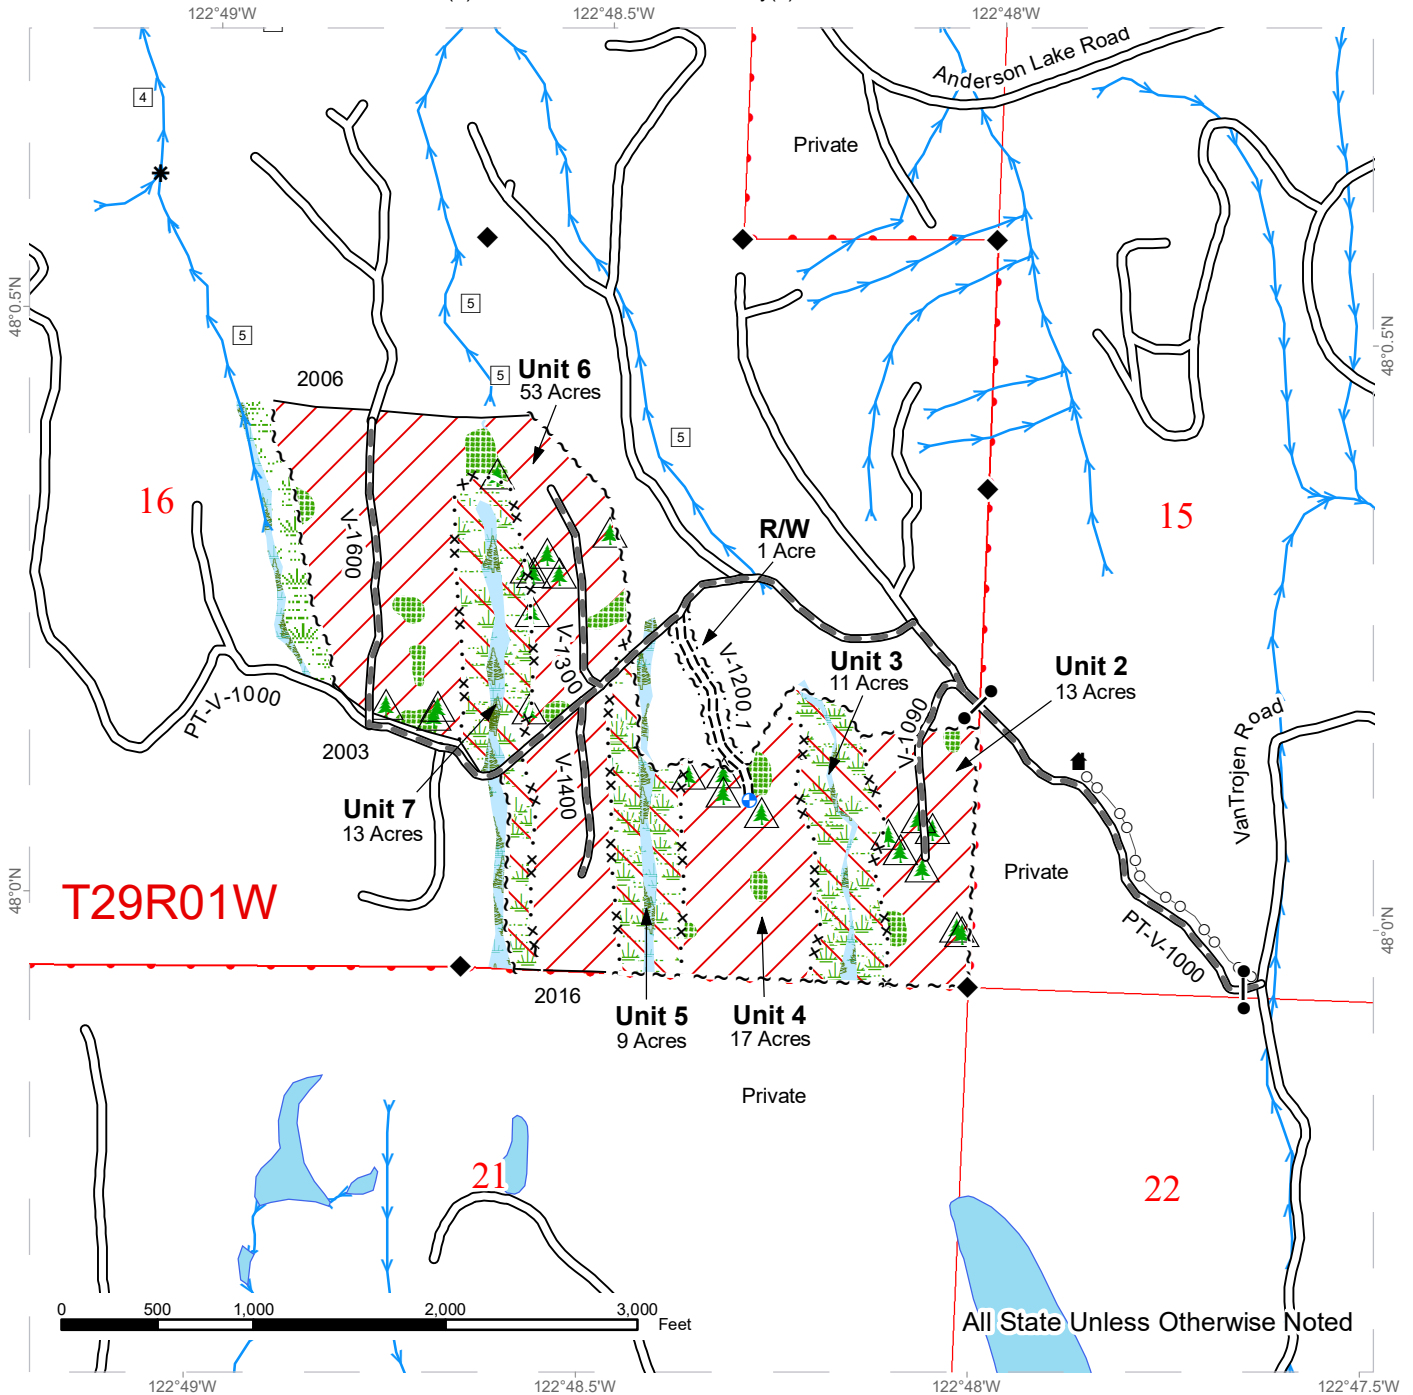 122°49'W
122°48.5'W
122°48'W
Anderson Lake Road
4
Private
48°0.5'N
5
5
48°0.5'N
5
Unit 6
53 Acres
2006
5
16
15
V-1600
R/W
1 Acre
V-1300
V-1200.1
Unit 3
11 Acres
Unit 2
13 Acres
PT-V-1000
V-1090
VanTrojen Road
2003
V-1400
Unit 7
13 Acres
Private
48°0'N
T29R01W
48°0'N
PT-V-1000
2016
Unit 5
9 Acres
Unit 4
17 Acres
Private
21
22
0
500
1,000
2,000
3,000
Feet
All State Unless Otherwise Noted
122°49'W
122°48.5'W
122°48'W
122°47.5'W